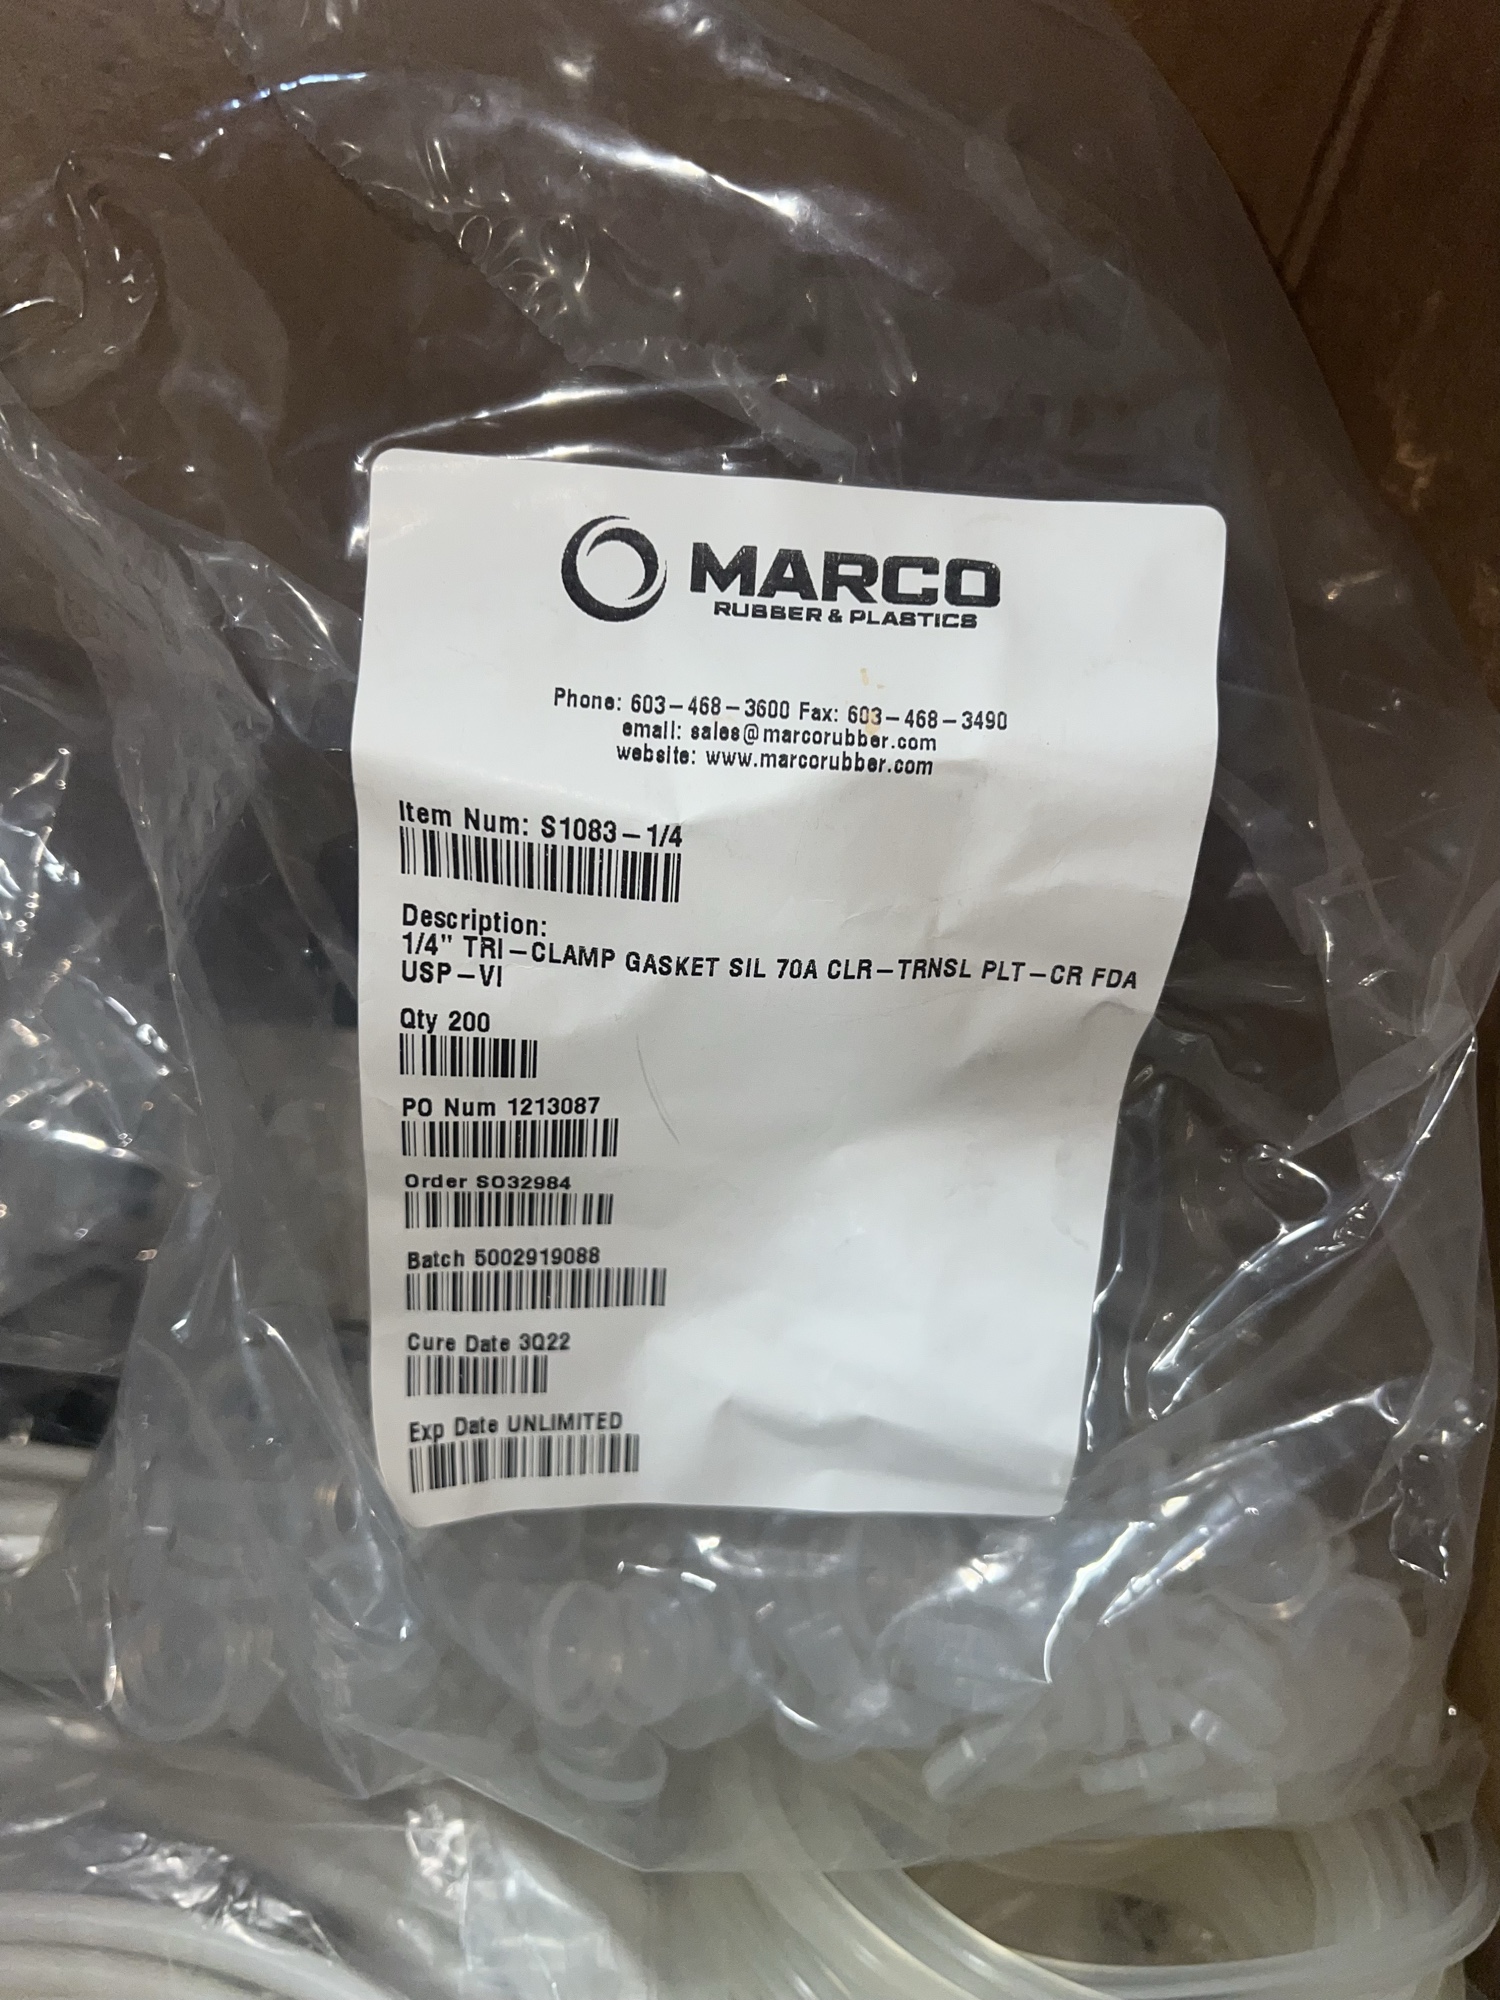 MARCO
RUBBER & PLASTICS
Phone: 603-468-3600 Fax: 603-468-3490
email: sales@marcorubber.com
website: www.marcorubber.com
Item Num: S1083-1/4
Description:
1/4" TRI-CLAMP GASKET SIL 70A CLR-TRNSL PLT-CR FDA
USP-VI
Qty 200
PO Num 1213087
Order SO32984
Batch 5002919088
Cure Date 3Q22
Exp Date UNLIMITED